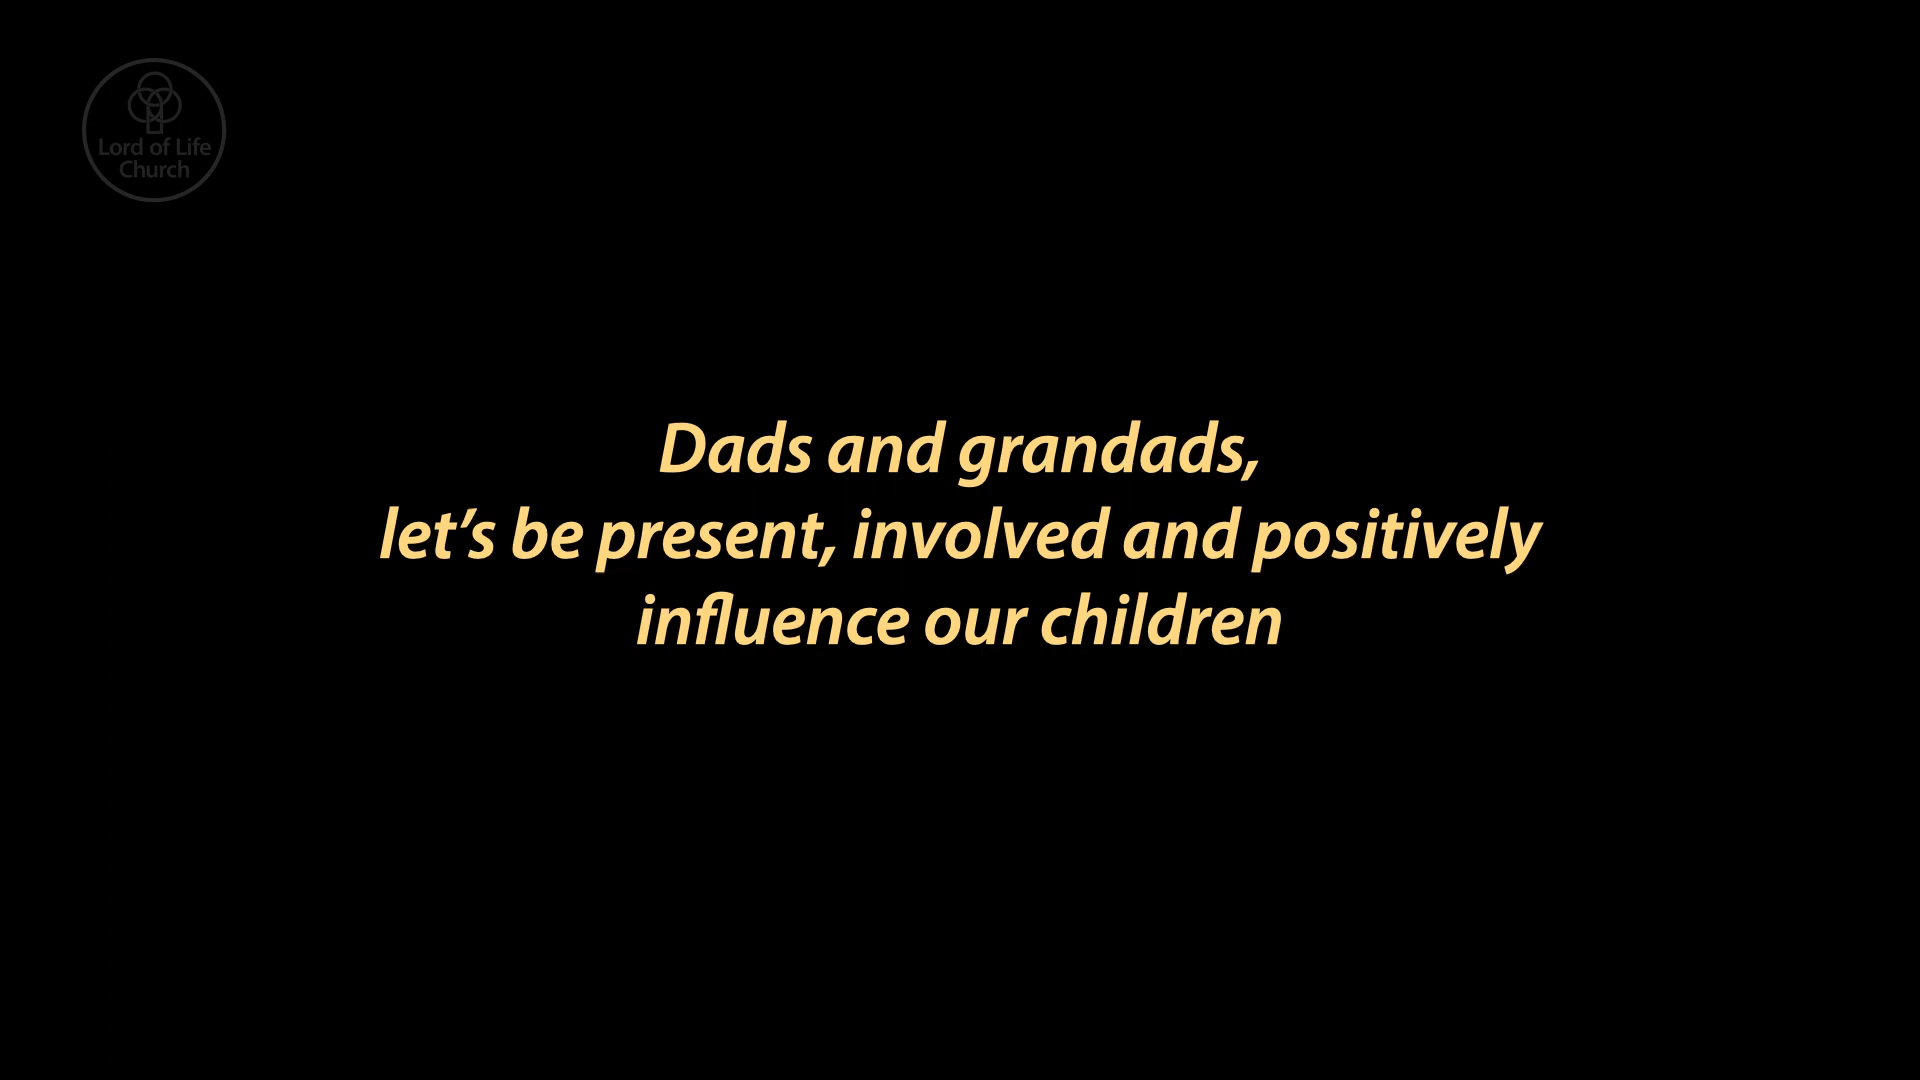 Lord of Life
Church
Dads and grandads,
let’s be present, involved and positively
influence our children